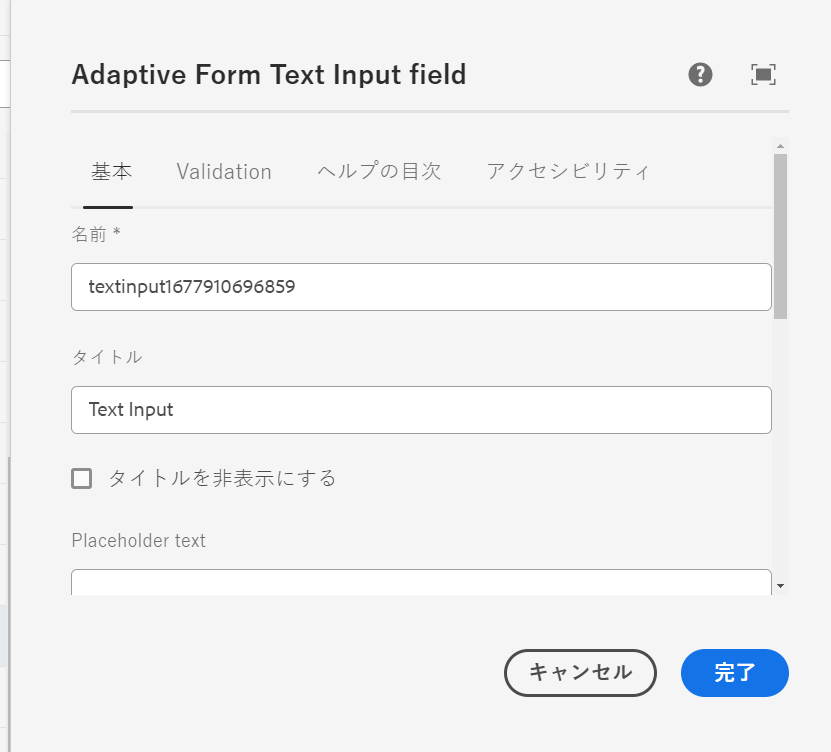 Adaptive Form Text Input field
基本 Validation ヘルプの目次 アクセシビリティ
名前 *
textinput1677910696859
タイトル
Text Input
タイトルを非表示にする
Placeholder text
キャンセル 完了